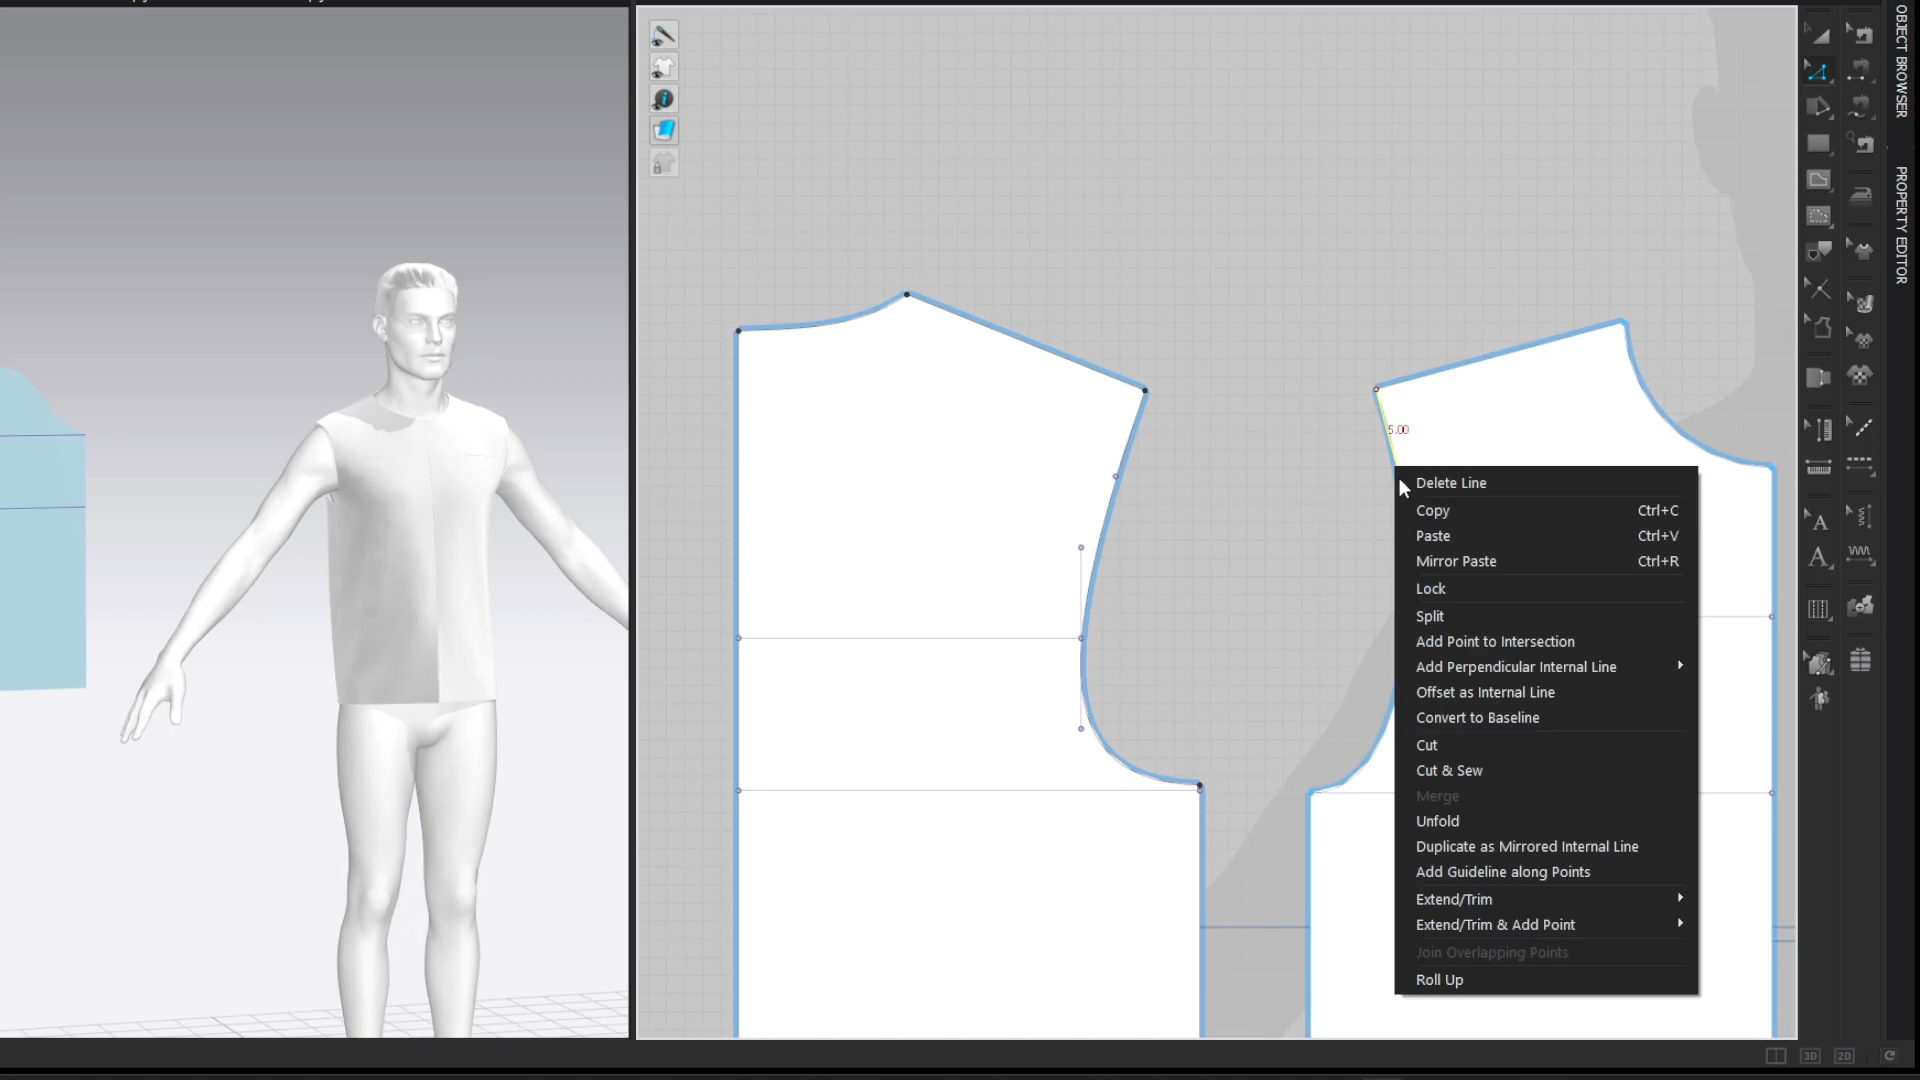 OBJECT BROWSER
PROPERTY EDITOR
5.00
Delete Line
Copy Ctrl+C
Paste Ctrl+V
Mirror Paste Ctrl+R
Lock
Split
Add Point to Intersection
Add Perpendicular Internal Line
Offset as Internal Line
Convert to Baseline
Cut
Cut & Sew
Merge
Unfold
Duplicate as Mirrored Internal Line
Add Guideline along Points
Extend/Trim
Extend/Trim & Add Point
Join Overlapping Points
Roll Up
3D
2D